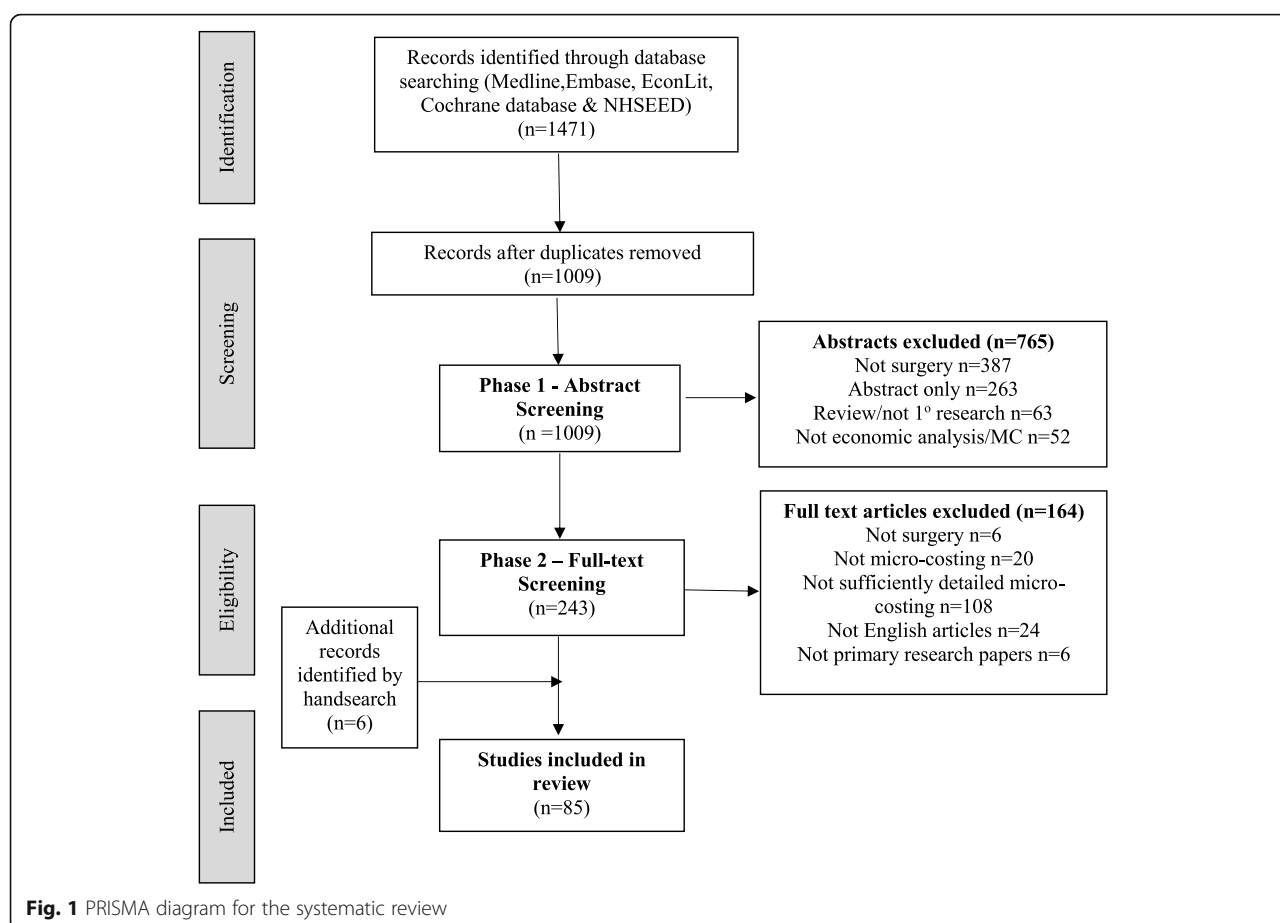 Identification
Records identified through database
searching (Medline,Embase, EconLit,
Cochrane database & NHSEED)
(n=1471)
Screening
Records after duplicates removed
(n=1009)
Phase 1 - Abstract
Screening
(n =1009)
Abstracts excluded (n=765)
Not surgery n=387
Abstract only n=263
Review/not 1º research n=63
Not economic analysis/MC n=52
Eligibility
Phase 2 – Full-text
Screening
(n=243)
Full text articles excluded (n=164)
Not surgery n=6
Not micro-costing n=20
Not sufficiently detailed micro-
costing n=108
Not English articles n=24
Not primary research papers n=6
Additional
records
identified by
handsearch
(n=6)
Included
Studies included in
review
(n=85)
Fig. 1 PRISMA diagram for the systematic review